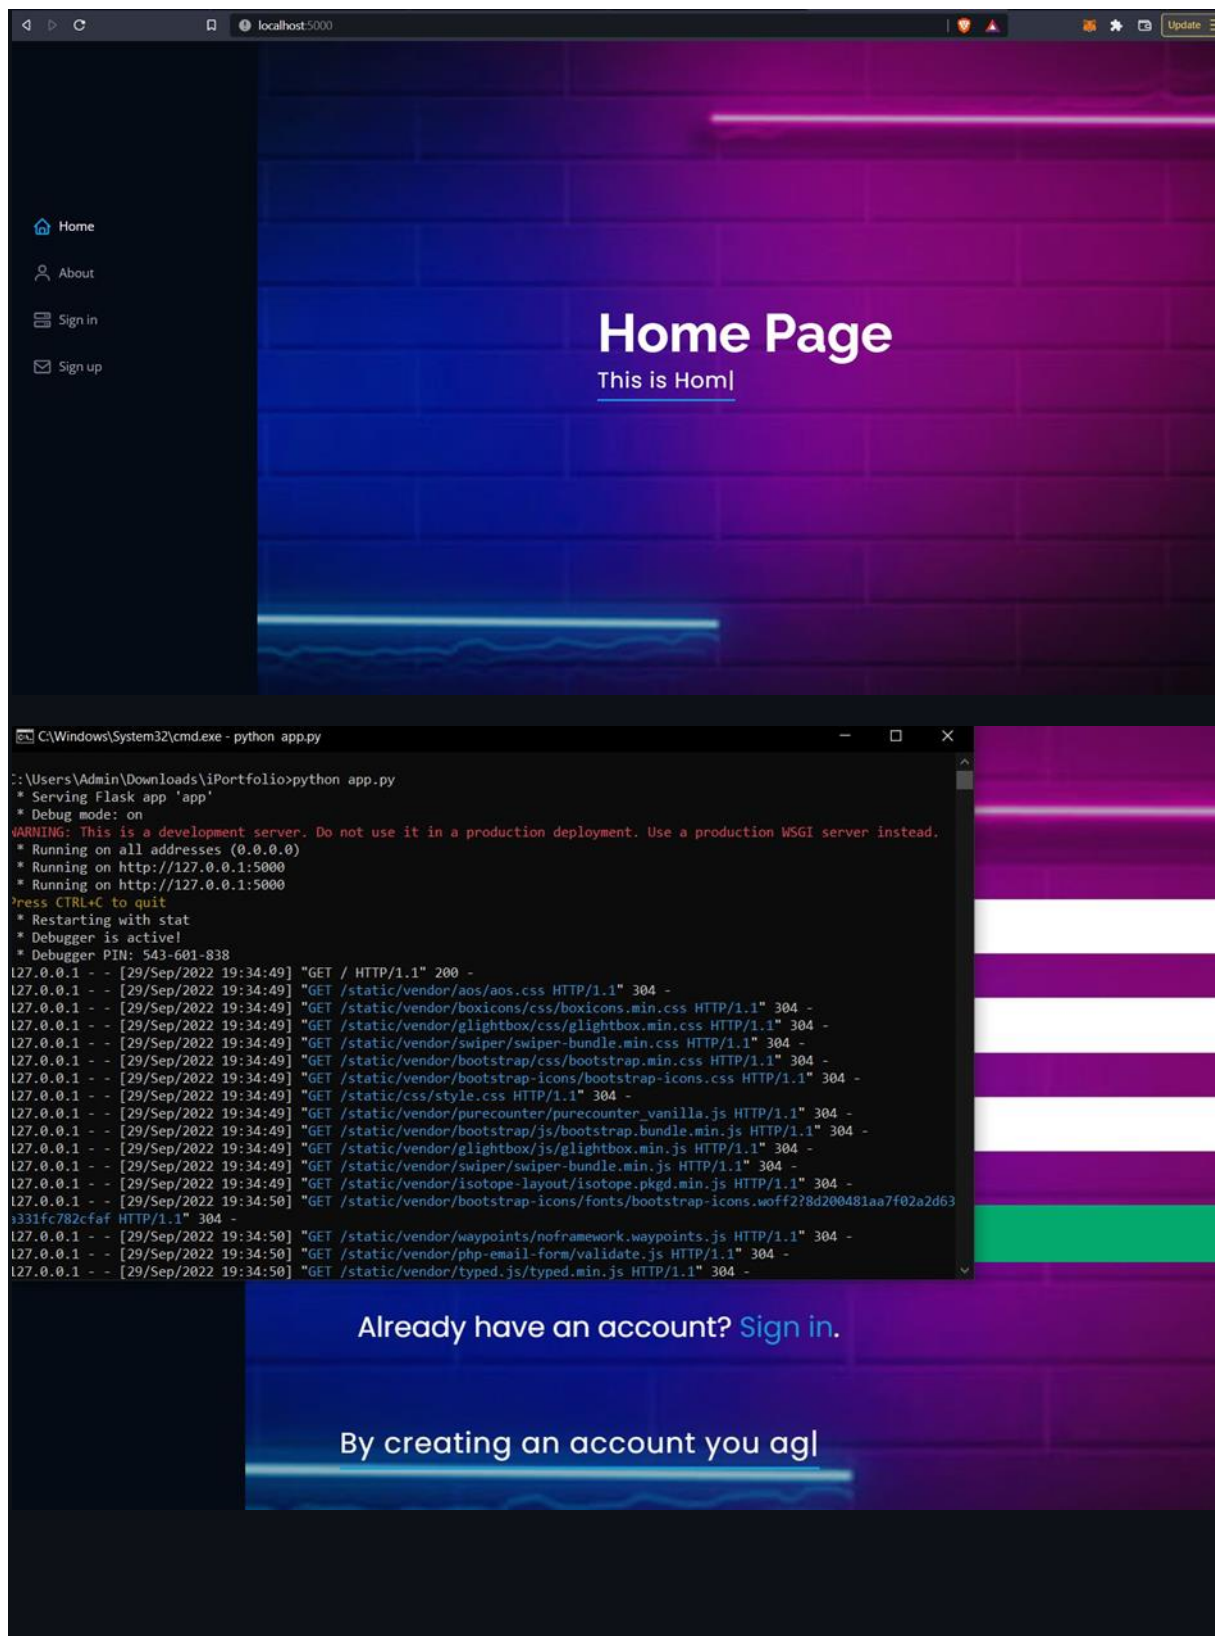 localhost:5000
Update
Home
About
Sign in
Sign up
Home Page
This is Hom|
C:\Windows\System32\cmd.exe - python app.py
:\Users\Admin\Downloads\iPortfolio>python app.py
* Serving Flask app 'app'
* Debug mode: on
WARNING: This is a development server. Do not use it in a production deployment. Use a production WSGI server instead.
* Running on all addresses (0.0.0.0)
* Running on http://127.0.0.1:5000
* Running on http://127.0.0.1:5000
Press CTRL+C to quit
* Restarting with stat
* Debugger is active!
* Debugger PIN: 543-601-838
127.0.0.1 - - [29/Sep/2022 19:34:49] "GET / HTTP/1.1" 200 -
127.0.0.1 - - [29/Sep/2022 19:34:49] "GET /static/vendor/aos/aos.css HTTP/1.1" 304 -
127.0.0.1 - - [29/Sep/2022 19:34:49] "GET /static/vendor/boxicons/css/boxicons.min.css HTTP/1.1" 304 -
127.0.0.1 - - [29/Sep/2022 19:34:49] "GET /static/vendor/glightbox/css/glightbox.min.css HTTP/1.1" 304 -
127.0.0.1 - - [29/Sep/2022 19:34:49] "GET /static/vendor/swiper/swiper-bundle.min.css HTTP/1.1" 304 -
127.0.0.1 - - [29/Sep/2022 19:34:49] "GET /static/vendor/bootstrap/css/bootstrap.min.css HTTP/1.1" 304 -
127.0.0.1 - - [29/Sep/2022 19:34:49] "GET /static/vendor/bootstrap-icons/bootstrap-icons.css HTTP/1.1" 304 -
127.0.0.1 - - [29/Sep/2022 19:34:49] "GET /static/css/style.css HTTP/1.1" 304 -
127.0.0.1 - - [29/Sep/2022 19:34:49] "GET /static/vendor/purecounter/purecounter_vanilla.js HTTP/1.1" 304 -
127.0.0.1 - - [29/Sep/2022 19:34:49] "GET /static/vendor/bootstrap/js/bootstrap.bundle.min.js HTTP/1.1" 304 -
127.0.0.1 - - [29/Sep/2022 19:34:49] "GET /static/vendor/glightbox/js/glightbox.min.js HTTP/1.1" 304 -
127.0.0.1 - - [29/Sep/2022 19:34:49] "GET /static/vendor/swiper/swiper-bundle.min.js HTTP/1.1" 304 -
127.0.0.1 - - [29/Sep/2022 19:34:49] "GET /static/vendor/isotope-layout/isotope.pkgd.min.js HTTP/1.1" 304 -
127.0.0.1 - - [29/Sep/2022 19:34:50] "GET /static/vendor/bootstrap-icons/fonts/bootstrap-icons.woff2?8d200481aa7f02a2d63
a331fc782cfaf HTTP/1.1" 304 -
127.0.0.1 - - [29/Sep/2022 19:34:50] "GET /static/vendor/waypoints/noframework.waypoints.js HTTP/1.1" 304 -
127.0.0.1 - - [29/Sep/2022 19:34:50] "GET /static/vendor/php-email-form/validate.js HTTP/1.1" 304 -
127.0.0.1 - - [29/Sep/2022 19:34:50] "GET /static/vendor/typed.js/typed.min.js HTTP/1.1" 304 -
Already have an account? Sign in.
By creating an account you ag|